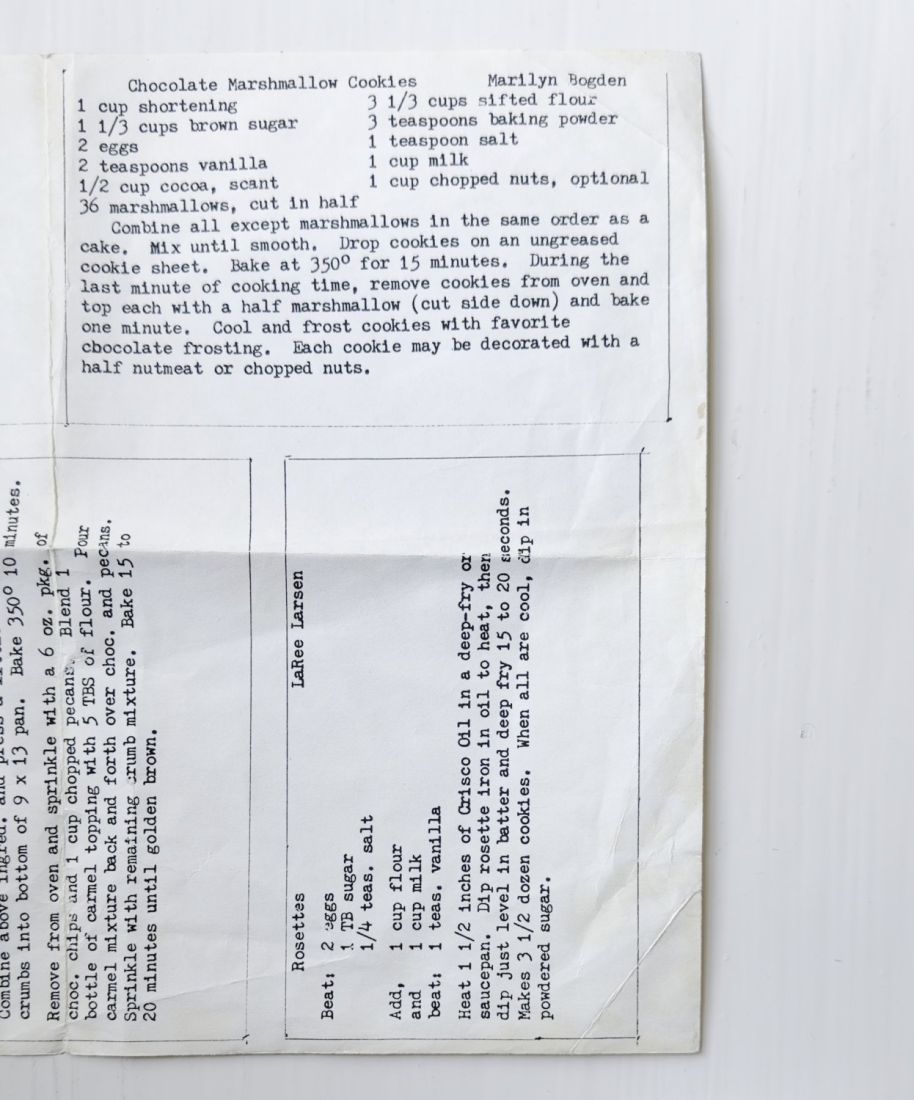 Chocolate Marshmallow Cookies Marilyn Bogden
1 cup shortening 3 1/3 cups sifted flour
1 1/3 cups brown sugar 3 teaspoons baking powder
2 eggs 1 teaspoon salt
2 teaspoons vanilla 1 cup milk
1/2 cup cocoa, scant 1 cup chopped nuts, optional
36 marshmallows, cut in half
Combine all except marshmallows in the same order as a
cake. Mix until smooth. Drop cookies on an ungreased
cookie sheet. Bake at 350° for 15 minutes. During the
last minute of cooking time, remove cookies from oven and
top each with a half marshmallow (cut side down) and bake
one minute. Cool and frost cookies with favorite
chocolate frosting. Each cookie may be decorated with a
half nutmeat or chopped nuts.
Combine above ingred. and press a
crumbs into bottom of 9 x 13 pan. Bake 350° 10 minutes.
Remove from oven and sprinkle with a 6 oz. pkg. of
choc. chips and 1 cup chopped pecans. Blend 1
bottle of carmel topping with 5 TBS of flour. Pour
carmel mixture back and forth over choc. and pecans.
Sprinkle with remaining crumb mixture. Bake 15 to
20 minutes until golden brown.
Rosettes LaRee Larsen
Beat: 2 eggs
1 TB sugar
1/4 teas. salt
Add, 1 cup flour
and 1 cup milk
beat: 1 teas. vanilla
Heat 1 1/2 inches of Crisco Oil in a deep-fry or
saucepan. Dip rosette iron in oil to heat, then
dip just level in batter and deep fry 15 to 20 seconds.
Makes 3 1/2 dozen cookies. When all are cool, dip in
powdered sugar.